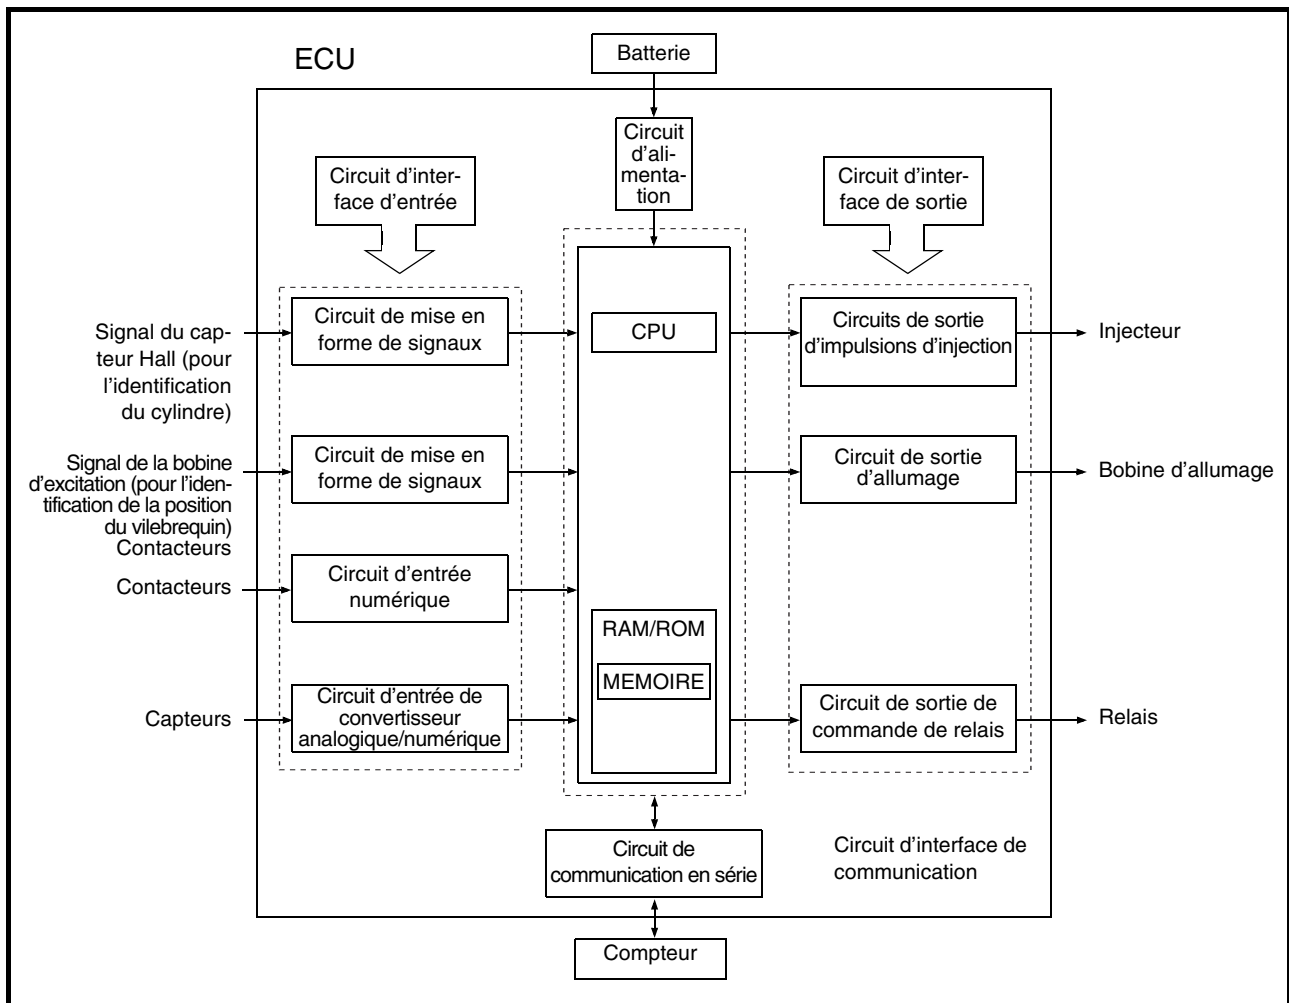 ECU
Batterie
Circuit
d'ali-
menta-
tion
Circuit d'inter-
face d'entrée
Circuit d'inter-
face de sortie
Signal du cap-
teur Hall (pour
l'identification
du cylindre)
Circuit de mise en
forme de signaux
CPU
Circuits de sortie
d'impulsions d'injection
Injecteur
Signal de la bobine
d'excitation (pour l'iden-
tification de la position
du vilebrequin)
Contacteurs
Circuit de mise en
forme de signaux
Circuit de sortie
d'allumage
Bobine d'allumage
Contacteurs
Circuit d'entrée
numérique
RAM/ROM
MEMOIRE
Capteurs
Circuit d'entrée de
convertisseur
analogique/numérique
Circuit de sortie de
commande de relais
Relais
Circuit de
communication en série
Circuit d'interface de
communication
Compteur